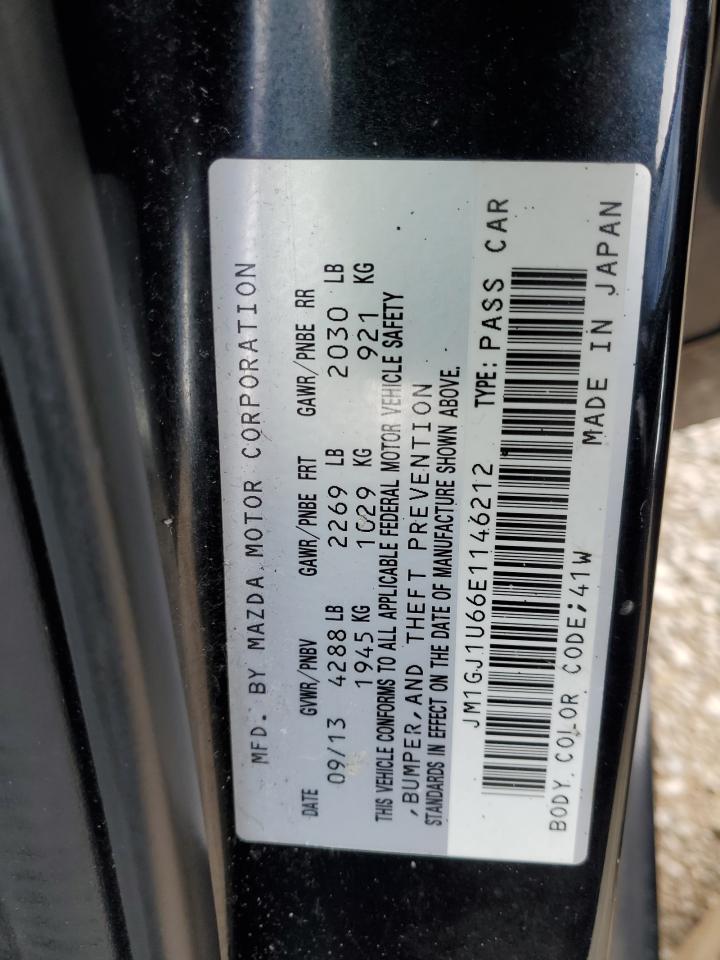 MFD. BY MAZDA MOTOR CORPORATION
DATE GVWR/PNBV GAWR/PNBE FRT GAWR/PNBE RR
09/13 4288 LB 2269 LB 2030 LB
1945 KG 1029 KG 921 KG
THIS VEHICLE CONFORMS TO ALL APPLICABLE FEDERAL MOTOR VEHICLE SAFETY
,BUMPER,AND THEFT PREVENTION
STANDARDS IN EFFECT ON THE DATE OF MANUFACTURE SHOWN ABOVE.
JM1GJ1U66E1146212 TYPE: PASS CAR
BODY COLOR CODE;41W MADE IN JAPAN